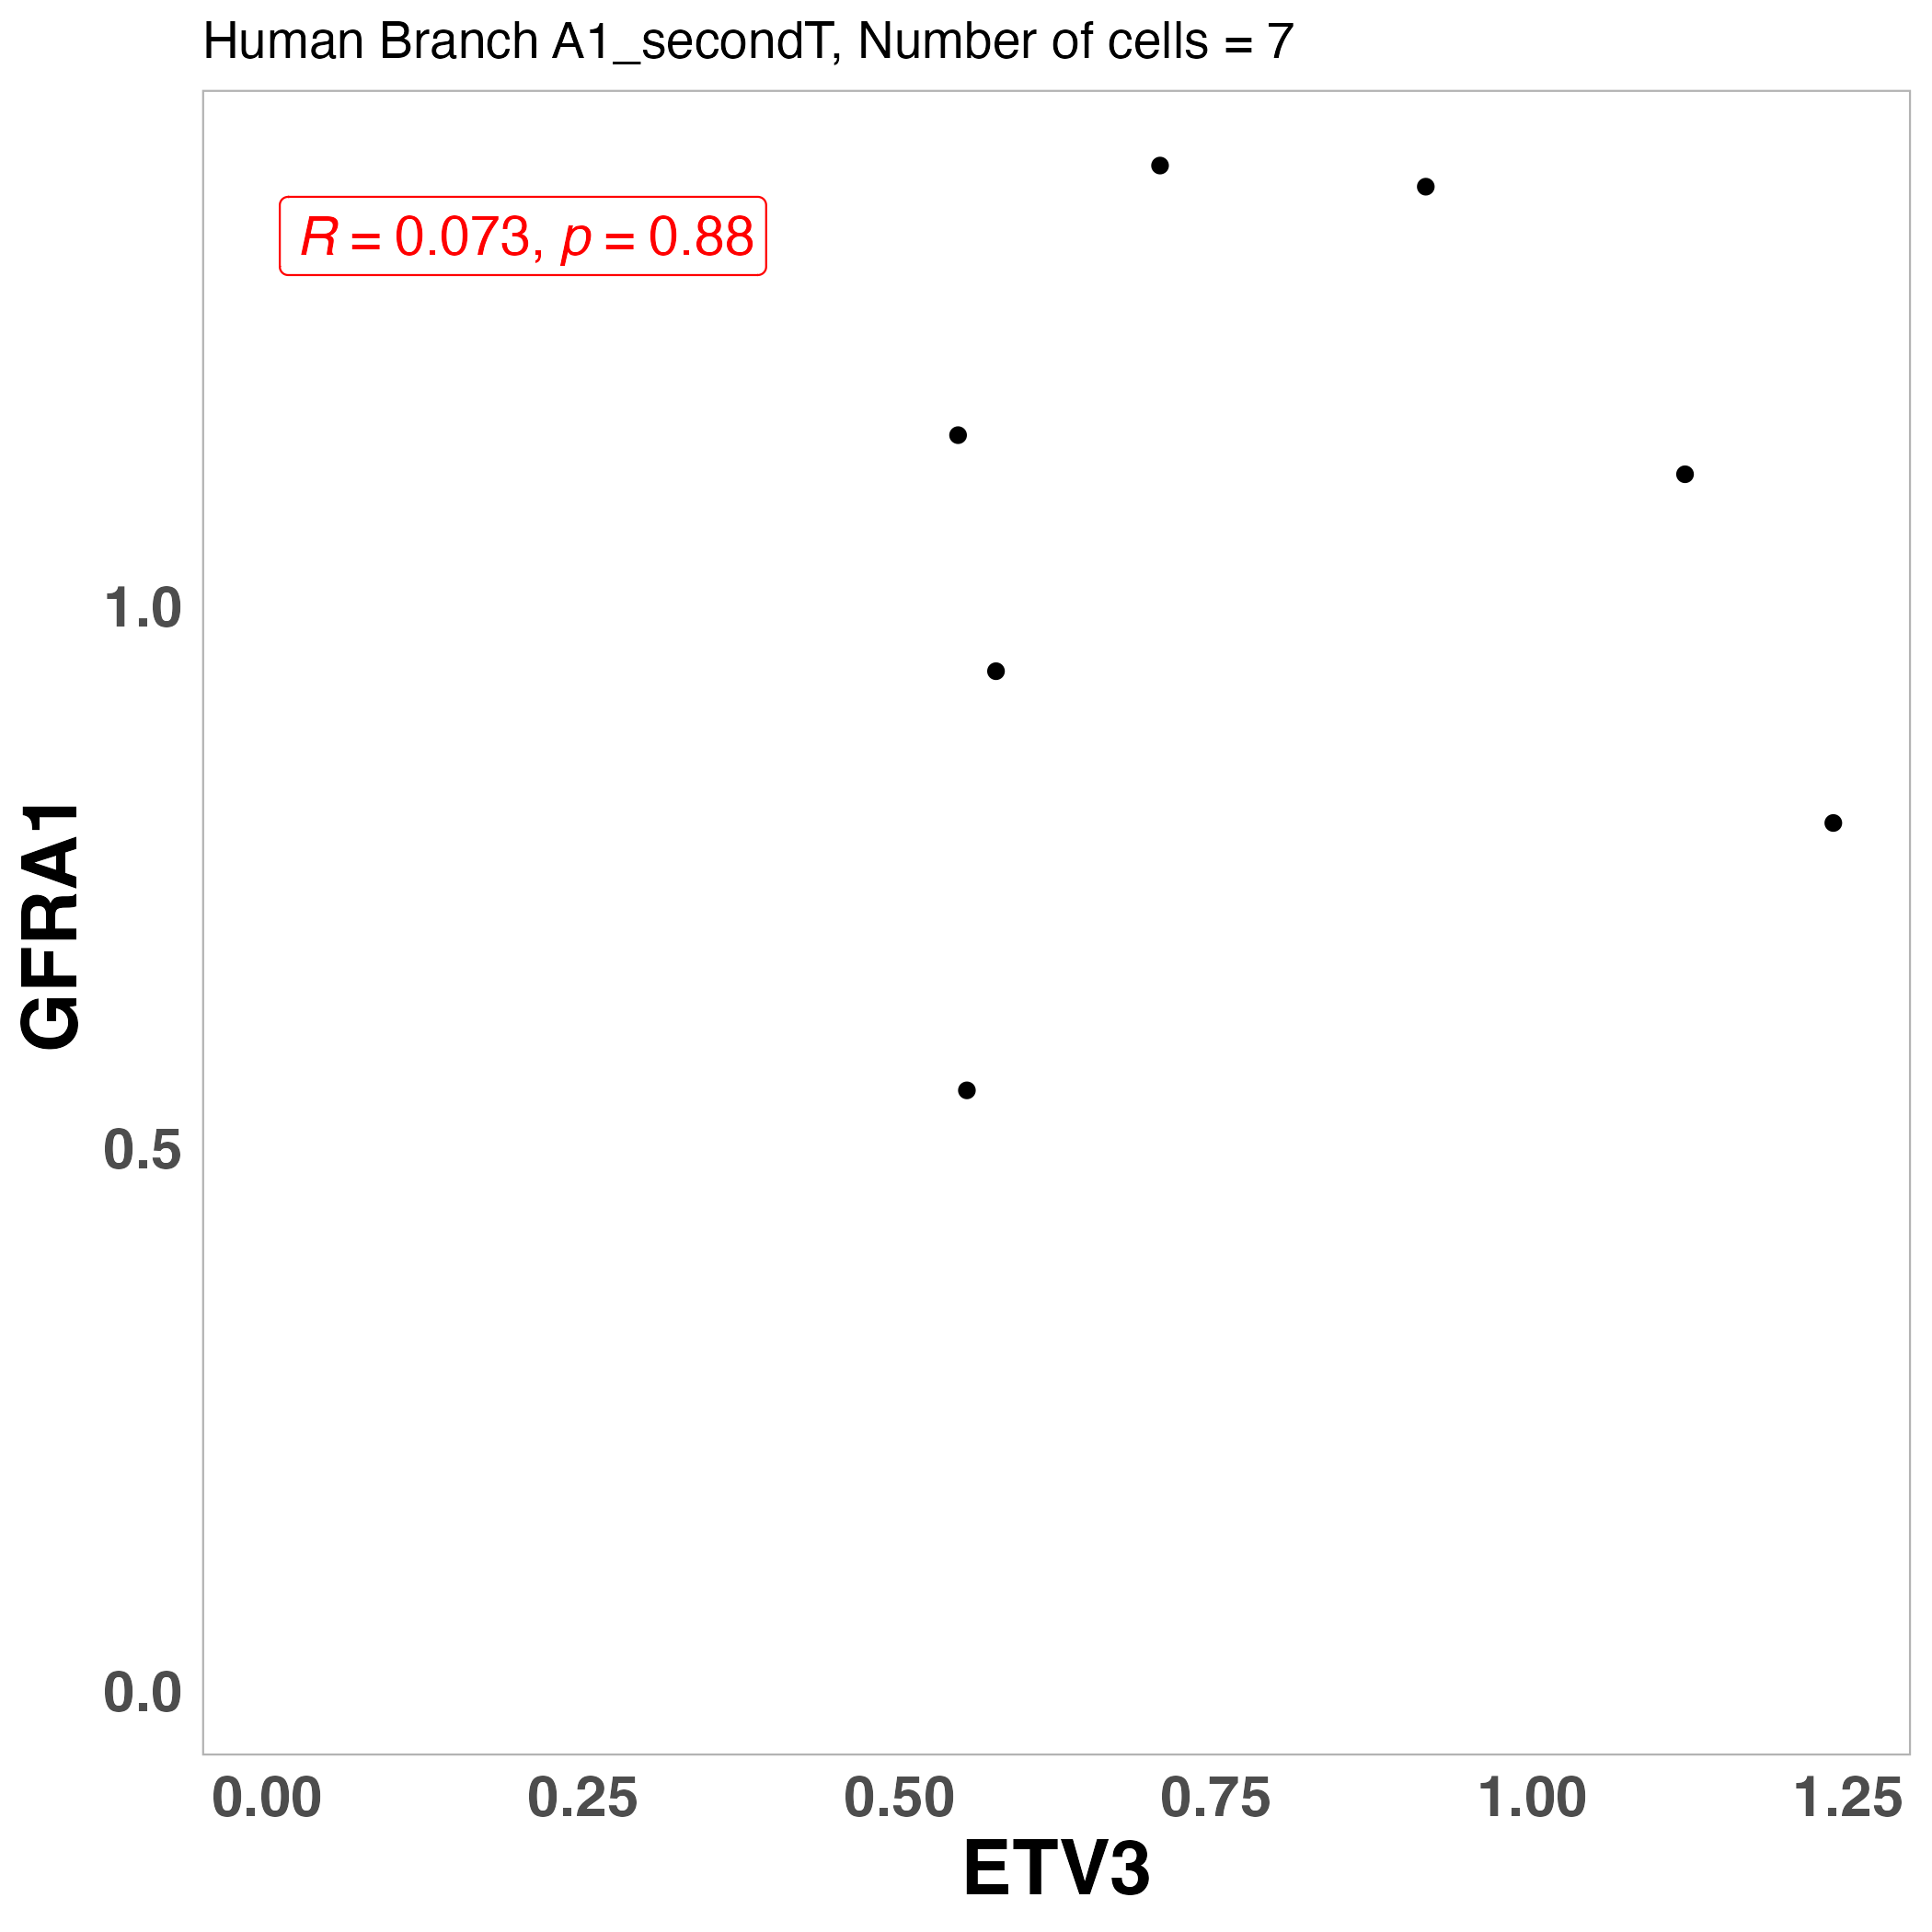 Human Branch A1_secondT, Number of cells = 7
R = 0.073, p = 0.88
1.0
0.5
0.0
GFRA1
0.00 0.25 0.50 0.75 1.00 1.25
ETV3